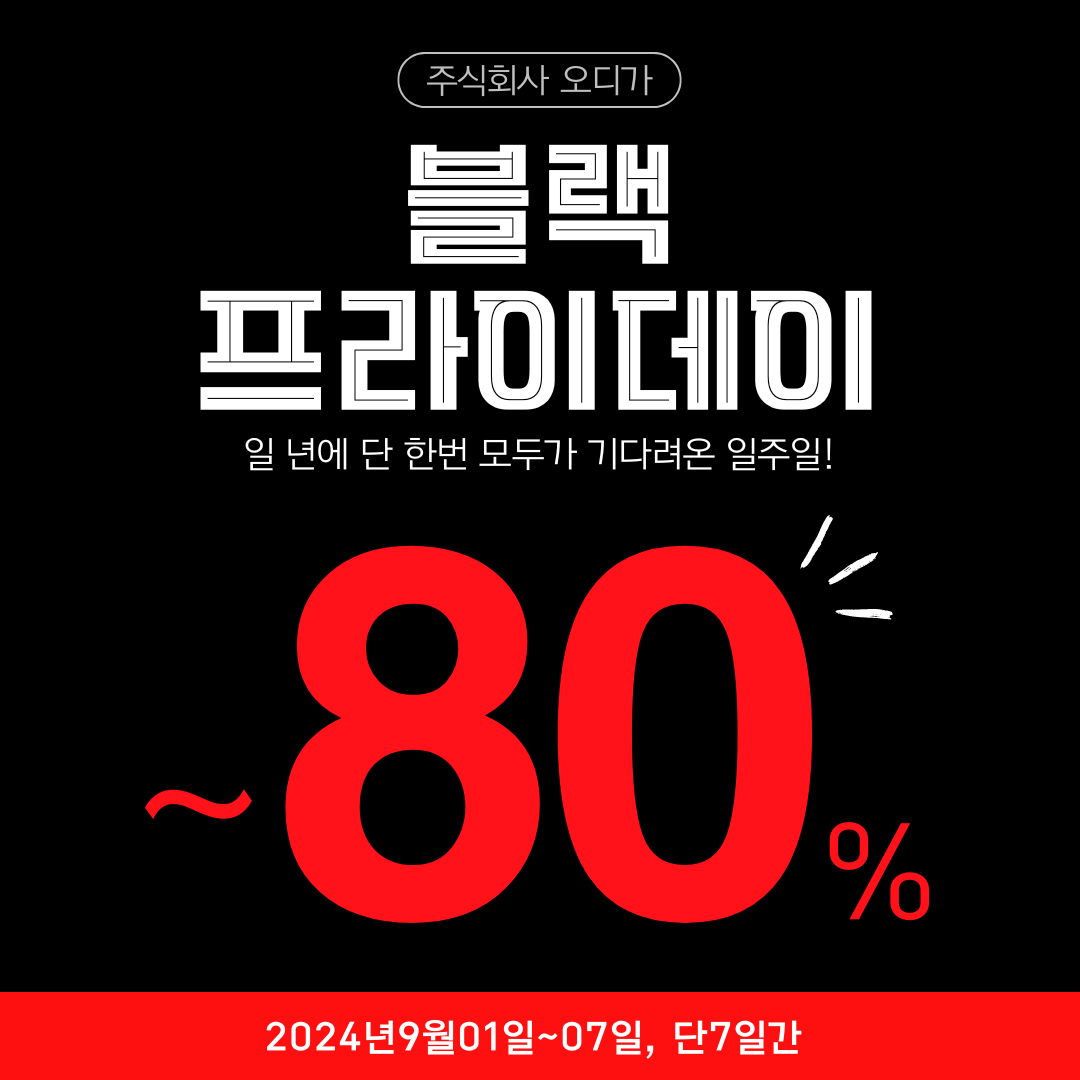 주식회사 오디가
블랙
프라이데이
일 년에 단 한번 모두가 기다려온 일주일!
~80%
2024년9월01일~07일, 단7일간